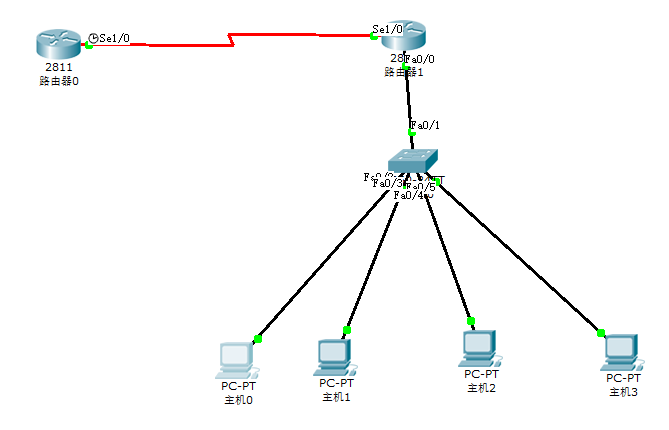 Se1/0
2811
路由器0
Se1/0
28
Fa0/0
路由器1
Fa0/1
Fa0/3
Fa0/5
Fa0/4
PC-PT
主机0
PC-PT
主机1
PC-PT
主机2
PC-PT
主机3